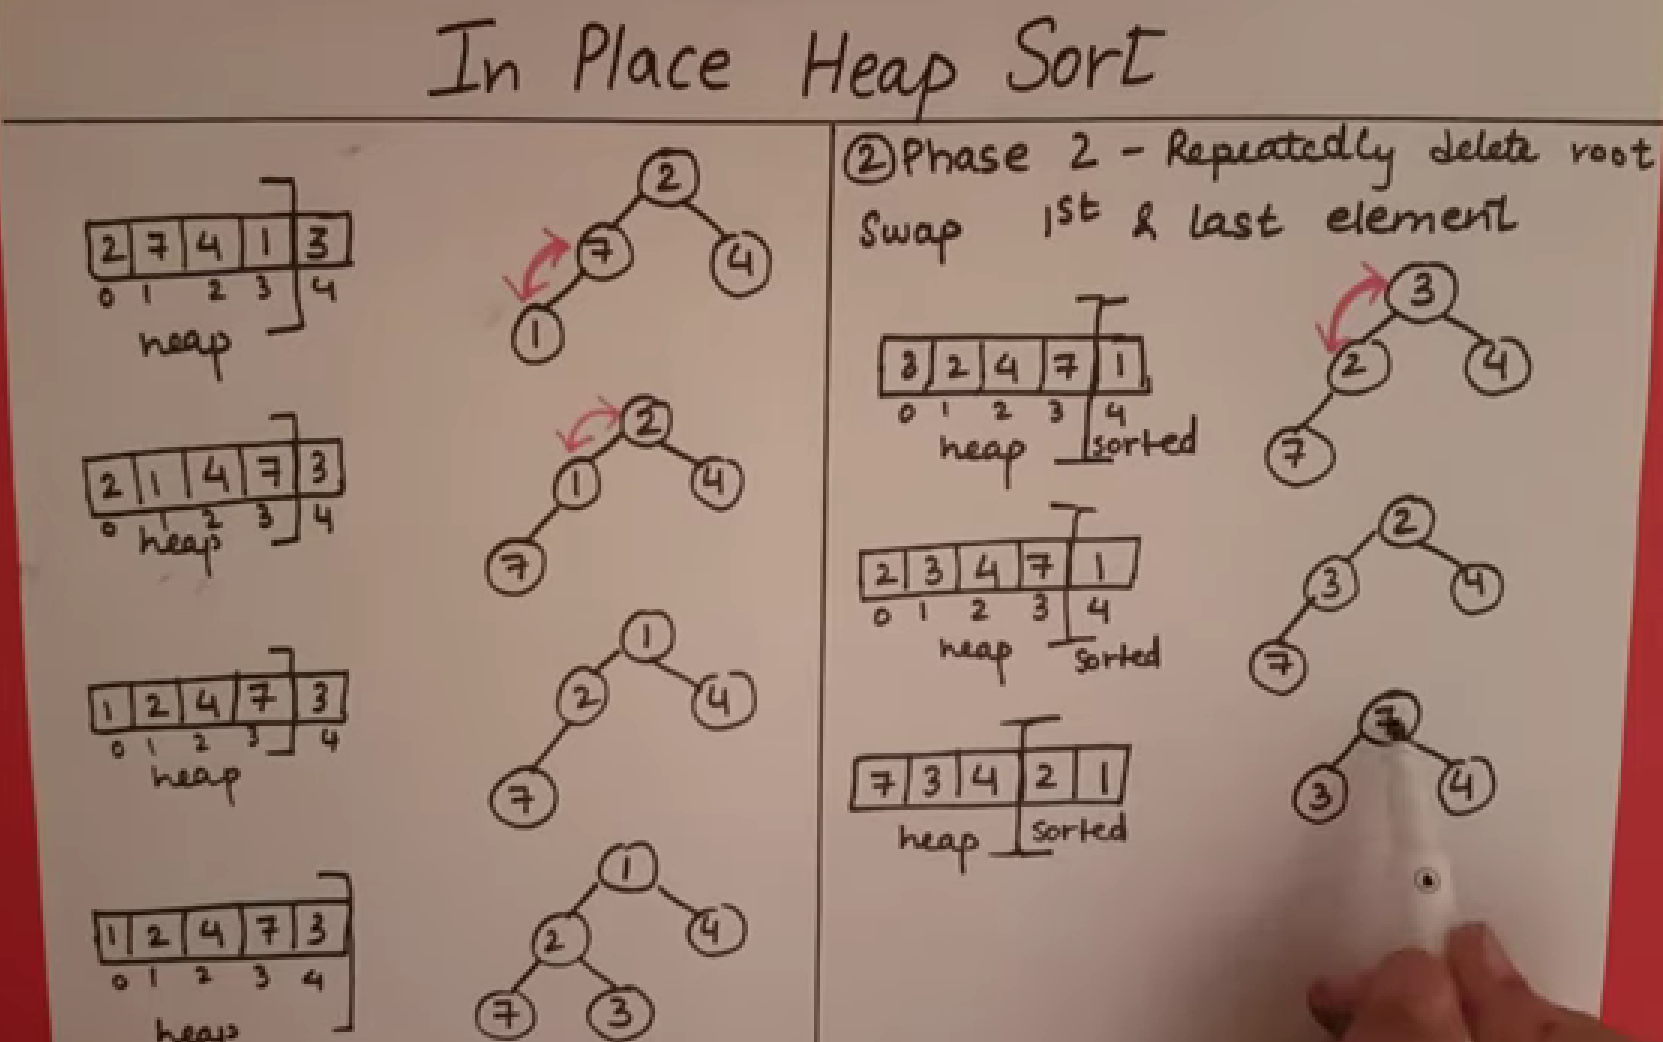 In Place Heap Sort
2 7 4 1 3
0 1 2 3 4
heap
2
7 4
1
2 1 4 7 3
0 1 2 3 4
heap
2
1 4
7
1 2 4 7 3
0 1 2 3 4
heap
1
2 4
7
1 2 4 7 3
0 1 2 3 4
heap
1
2 4
7 3
② Phase 2 - Repeatedly delete root
Swap 1st & last element
3 2 4 7 1
0 1 2 3 4
heap sorted
3
2 4
7
2 3 4 7 1
0 1 2 3 4
heap sorted
2
3 4
7
7 3 4 2 1
heap sorted
7
3 4